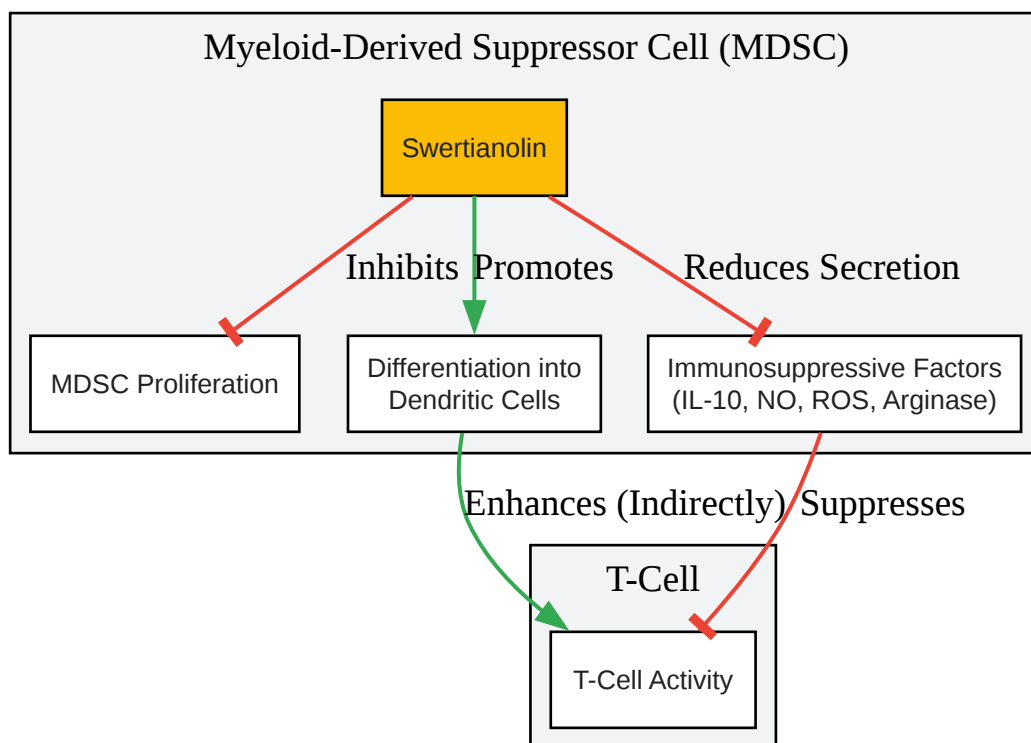 Myeloid-Derived Suppressor Cell (MDSC)
Swertianolin
Inhibits
Promotes
Reduces Secretion
MDSC Proliferation
Differentiation into
Dendritic Cells
Immunosuppressive Factors
(IL-10, NO, ROS, Arginase)
Enhances (Indirectly)
Suppresses
T-Cell
T-Cell Activity